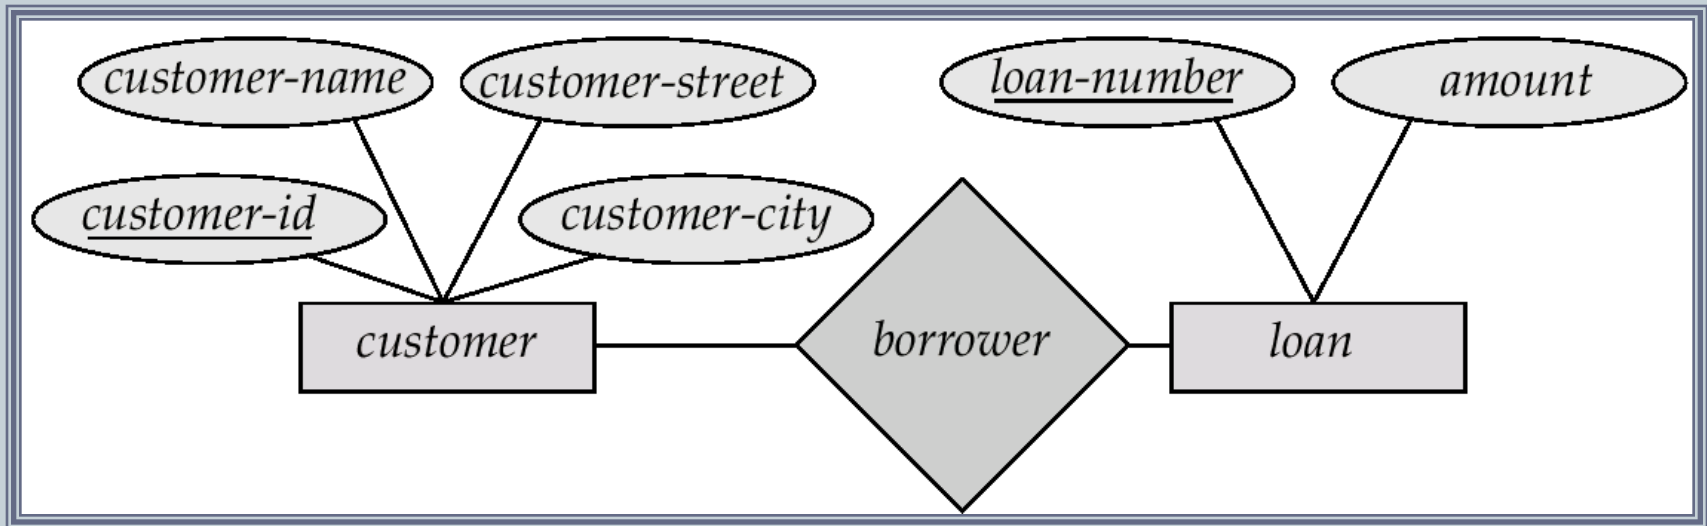 customer-name
customer-street
loan-number
amount
customer-id
customer-city
customer
borrower
loan